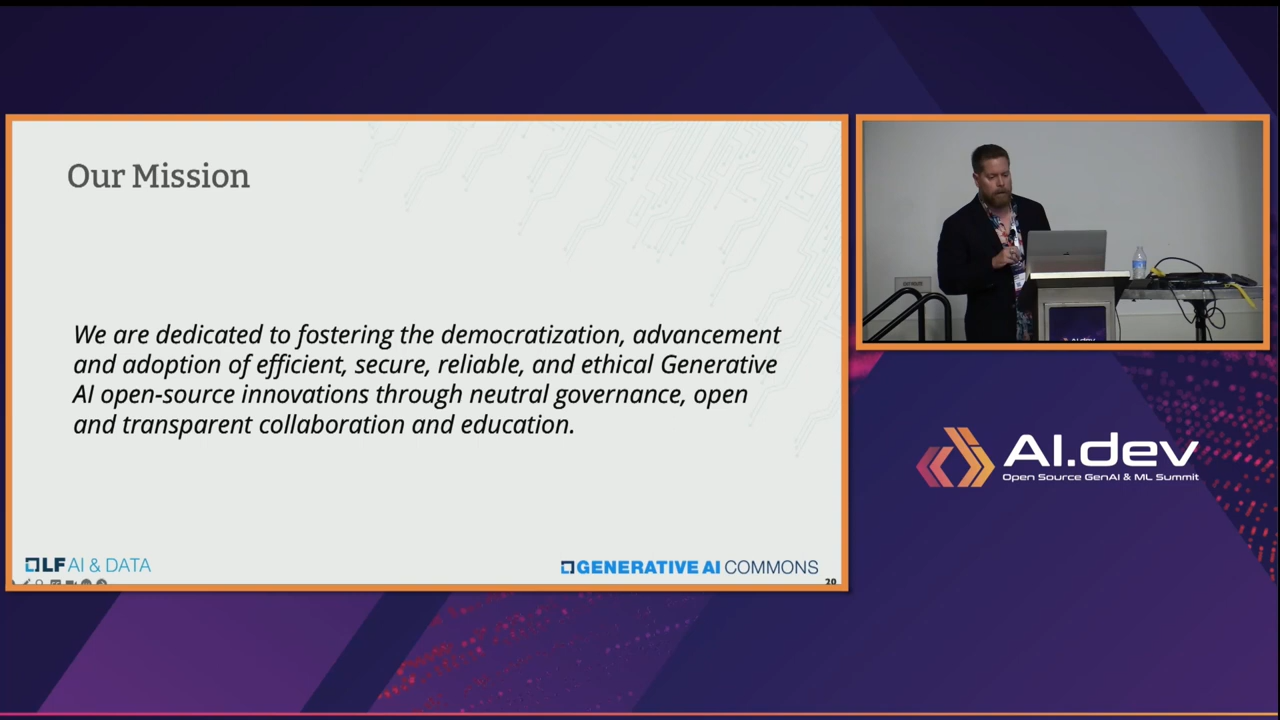 Our Mission
We are dedicated to fostering the democratization, advancement
and adoption of efficient, secure, reliable, and ethical Generative
AI open-source innovations through neutral governance, open
and transparent collaboration and education.
LF AI & DATA
GENERATIVE AI COMMONS
20
AI.dev
Open Source GenAI & ML Summit
AI.dev